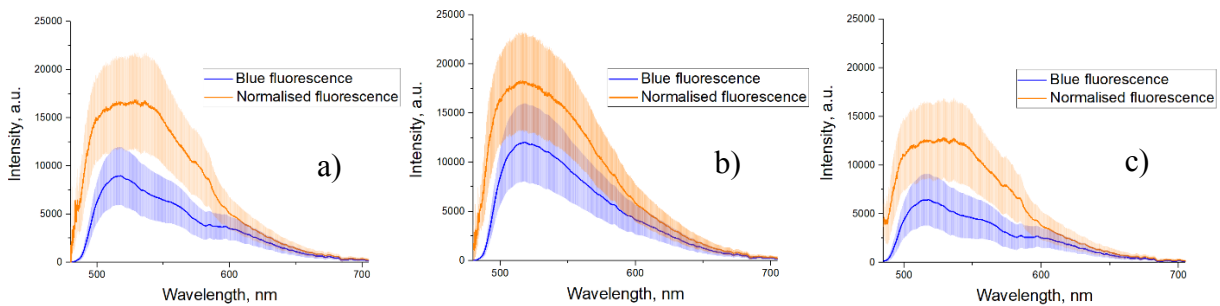 25000
20000
15000
10000
5000
0
Intensity, a.u.
Blue fluorescence
Normalised fluorescence
a)
500
600
700
Wavelength, nm
25000
20000
15000
10000
5000
0
Intensity, a.u.
Blue fluorescence
Normalised fluorescence
b)
500
600
700
Wavelength, nm
25000
20000
15000
10000
5000
0
Intensity, a.u.
Blue fluorescence
Normalised fluorescence
c)
500
600
700
Wavelength, nm